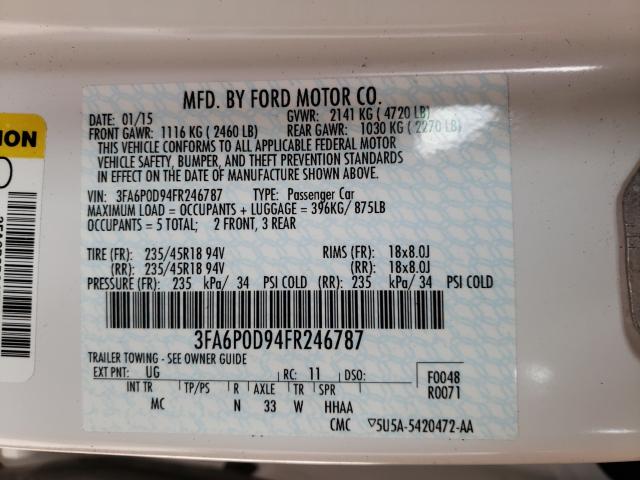 MFD. BY FORD MOTOR CO.
DATE: 01/15 GVWR: 2141 KG ( 4720 LB)
FRONT GAWR: 1116 KG ( 2460 LB) REAR GAWR: 1030 KG ( 2270 LB)
THIS VEHICLE CONFORMS TO ALL APPLICABLE FEDERAL MOTOR
VEHICLE SAFETY, BUMPER, AND THEFT PREVENTION STANDARDS
IN EFFECT ON THE DATE OF MANUFACTURE SHOWN ABOVE.
VIN: 3FA6P0D94FR246787 TYPE: Passenger Car
MAXIMUM LOAD = OCCUPANTS + LUGGAGE = 396KG/ 875LB
OCCUPANTS = 5 TOTAL; 2 FRONT, 3 REAR
TIRE (FR): 235/45R18 94V RIMS (FR): 18x8.0J
(RR): 235/45R18 94V (RR): 18x8.0J
PRESSURE (FR): 235 kPa/ 34 PSI COLD (RR): 235 kPa/ 34 PSI COLD
3FA6P0D94FR246787
TRAILER TOWING - SEE OWNER GUIDE
EXT PNT: UG RC: 11 DSO: F0048
R0071
INT TR TP/PS R AXLE TR SPR
MC N 33 W HHAA
CMC ▽5U5A-5420472-AA